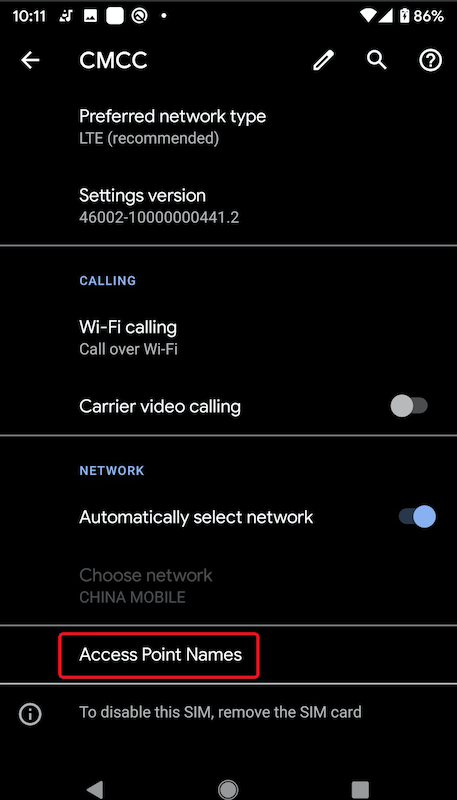 10:11
86%
CMCC
Preferred network type
LTE (recommended)
Settings version
46002-10000000441.2
CALLING
Wi-Fi calling
Call over Wi-Fi
Carrier video calling
NETWORK
Automatically select network
Choose network
CHINA MOBILE
Access Point Names
To disable this SIM, remove the SIM card